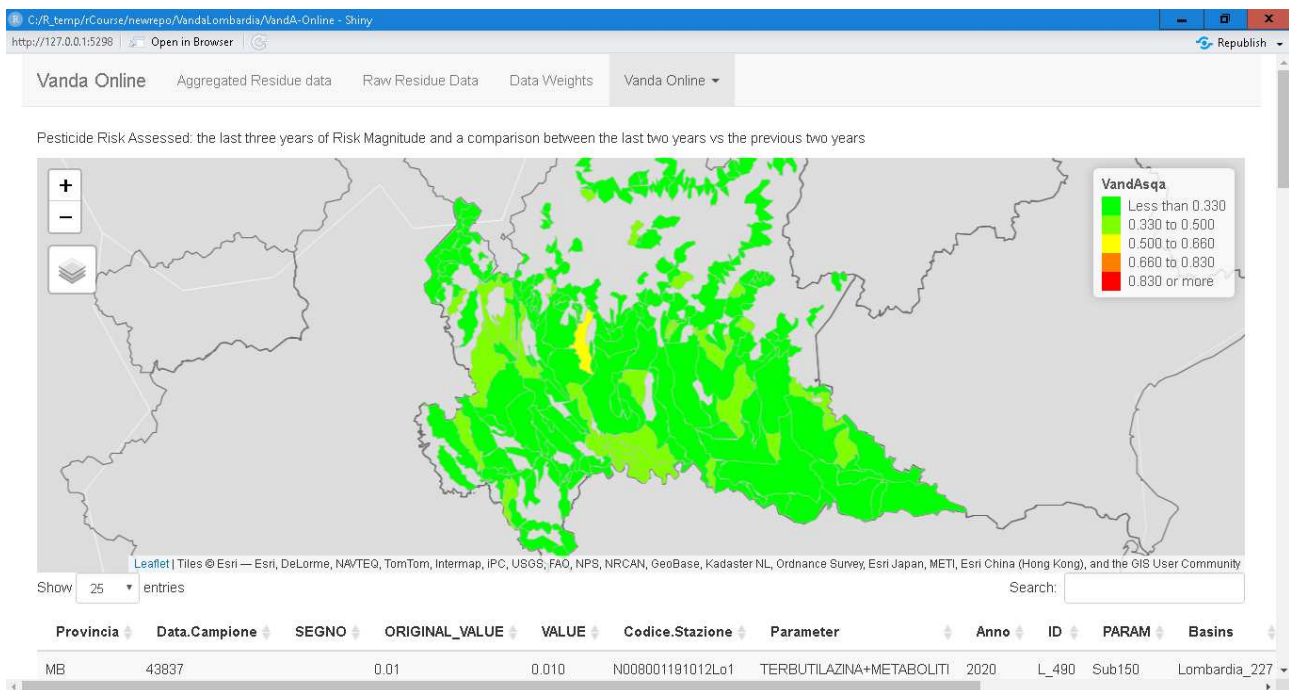 C:/R_temp/rCourse/newrepo/VandaLombardia/VandA-Online - Shiny
http://127.0.0.1:5298 Open in Browser Republish
Vanda Online Aggregated Residue data Raw Residue Data Data Weights Vanda Online
Pesticide Risk Assessed: the last three years of Risk Magnitude and a comparison between the last two years vs the previous two years
+
−
VandAsqa
Less than 0.330
0.330 to 0.500
0.500 to 0.660
0.660 to 0.830
0.830 or more
Leaflet | Tiles © Esri — Esri, DeLorme, NAVTEQ, TomTom, Intermap, iPC, USGS, FAO, NPS, NRCAN, GeoBase, Kadaster NL, Ordnance Survey, Esri Japan, METI, Esri China (Hong Kong), and the GIS User Community
Show 25 entries Search:
Provincia Data.Campione SEGNO ORIGINAL_VALUE VALUE Codice.Stazione Parameter Anno ID PARAM Basins
MB 43837 0.01 0.010 N008001191012Lo1 TERBUTILAZINA+METABOLITI 2020 L_490 Sub150 Lombardia_227